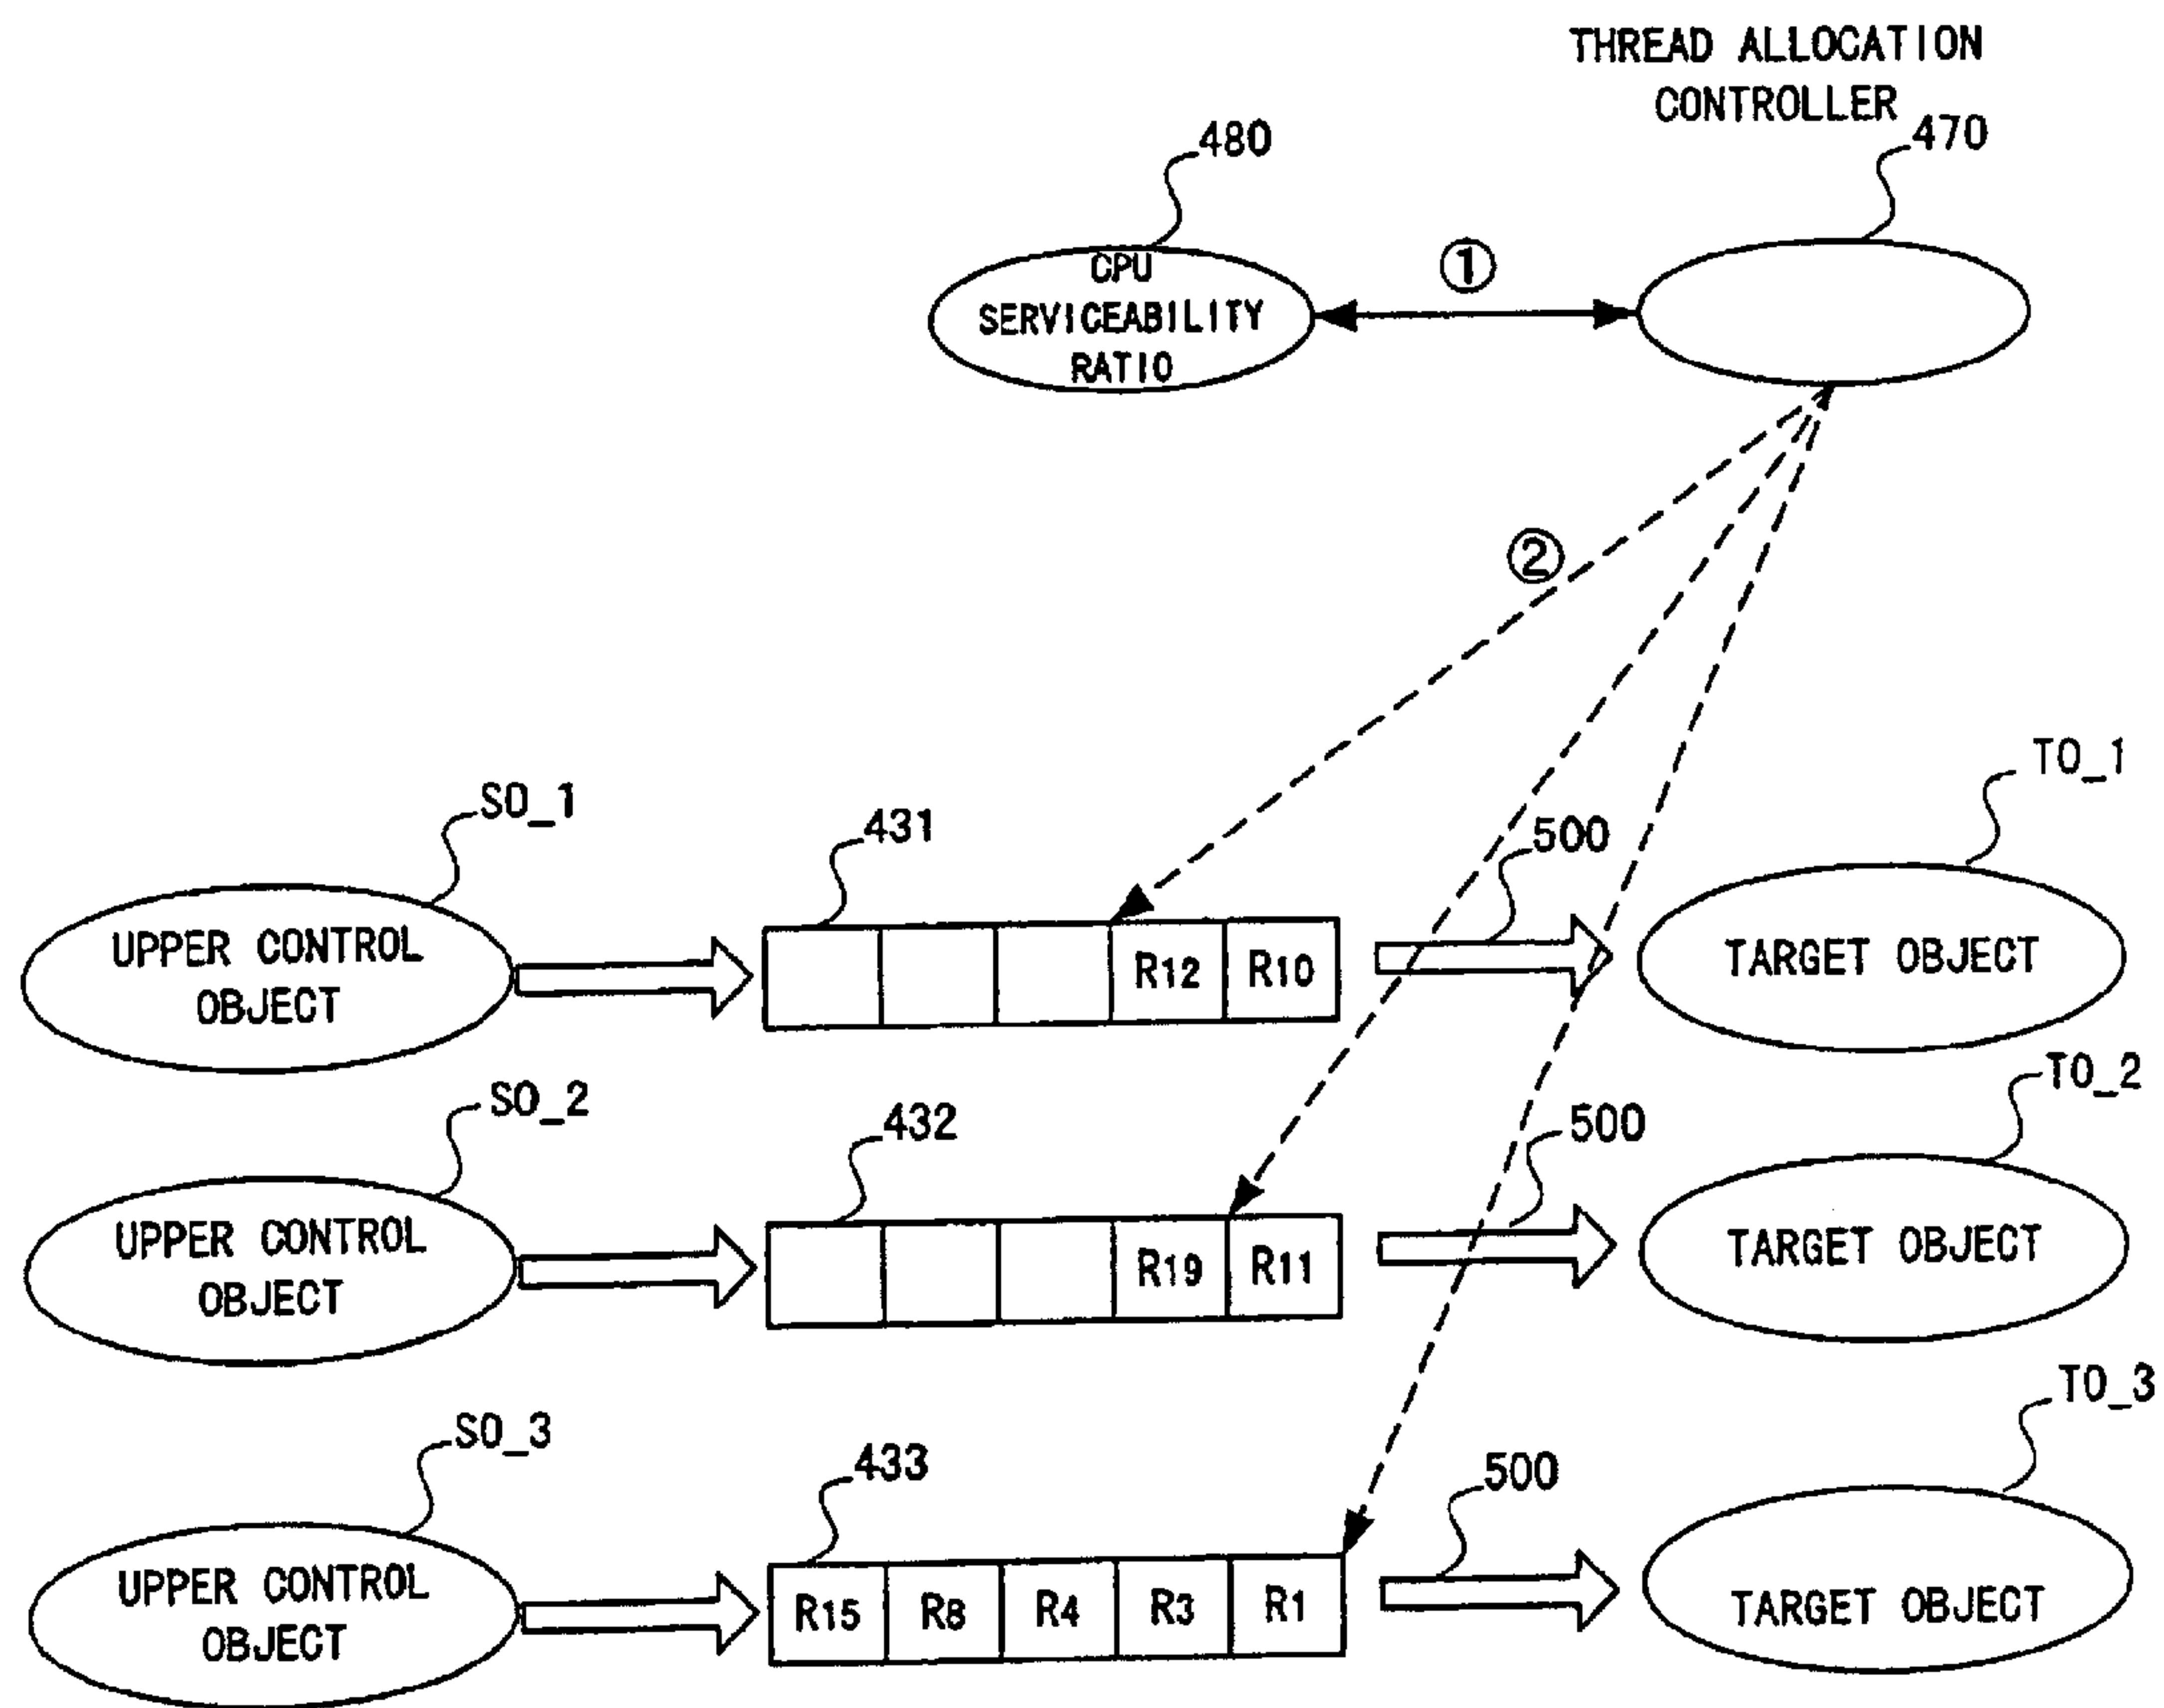 THREAD ALLOCATION
CONTROLLER
470
480
CPU
SERVICEABILITY
RATIO
①
②
SO_1
431
500
TO_1
UPPER CONTROL
OBJECT
R12 R10
TARGET OBJECT
SO_2
432
500
TO_2
UPPER CONTROL
OBJECT
R19 R11
TARGET OBJECT
SO_3
433
500
TO_3
UPPER CONTROL
OBJECT
R15 R8 R4 R3 R1
TARGET OBJECT